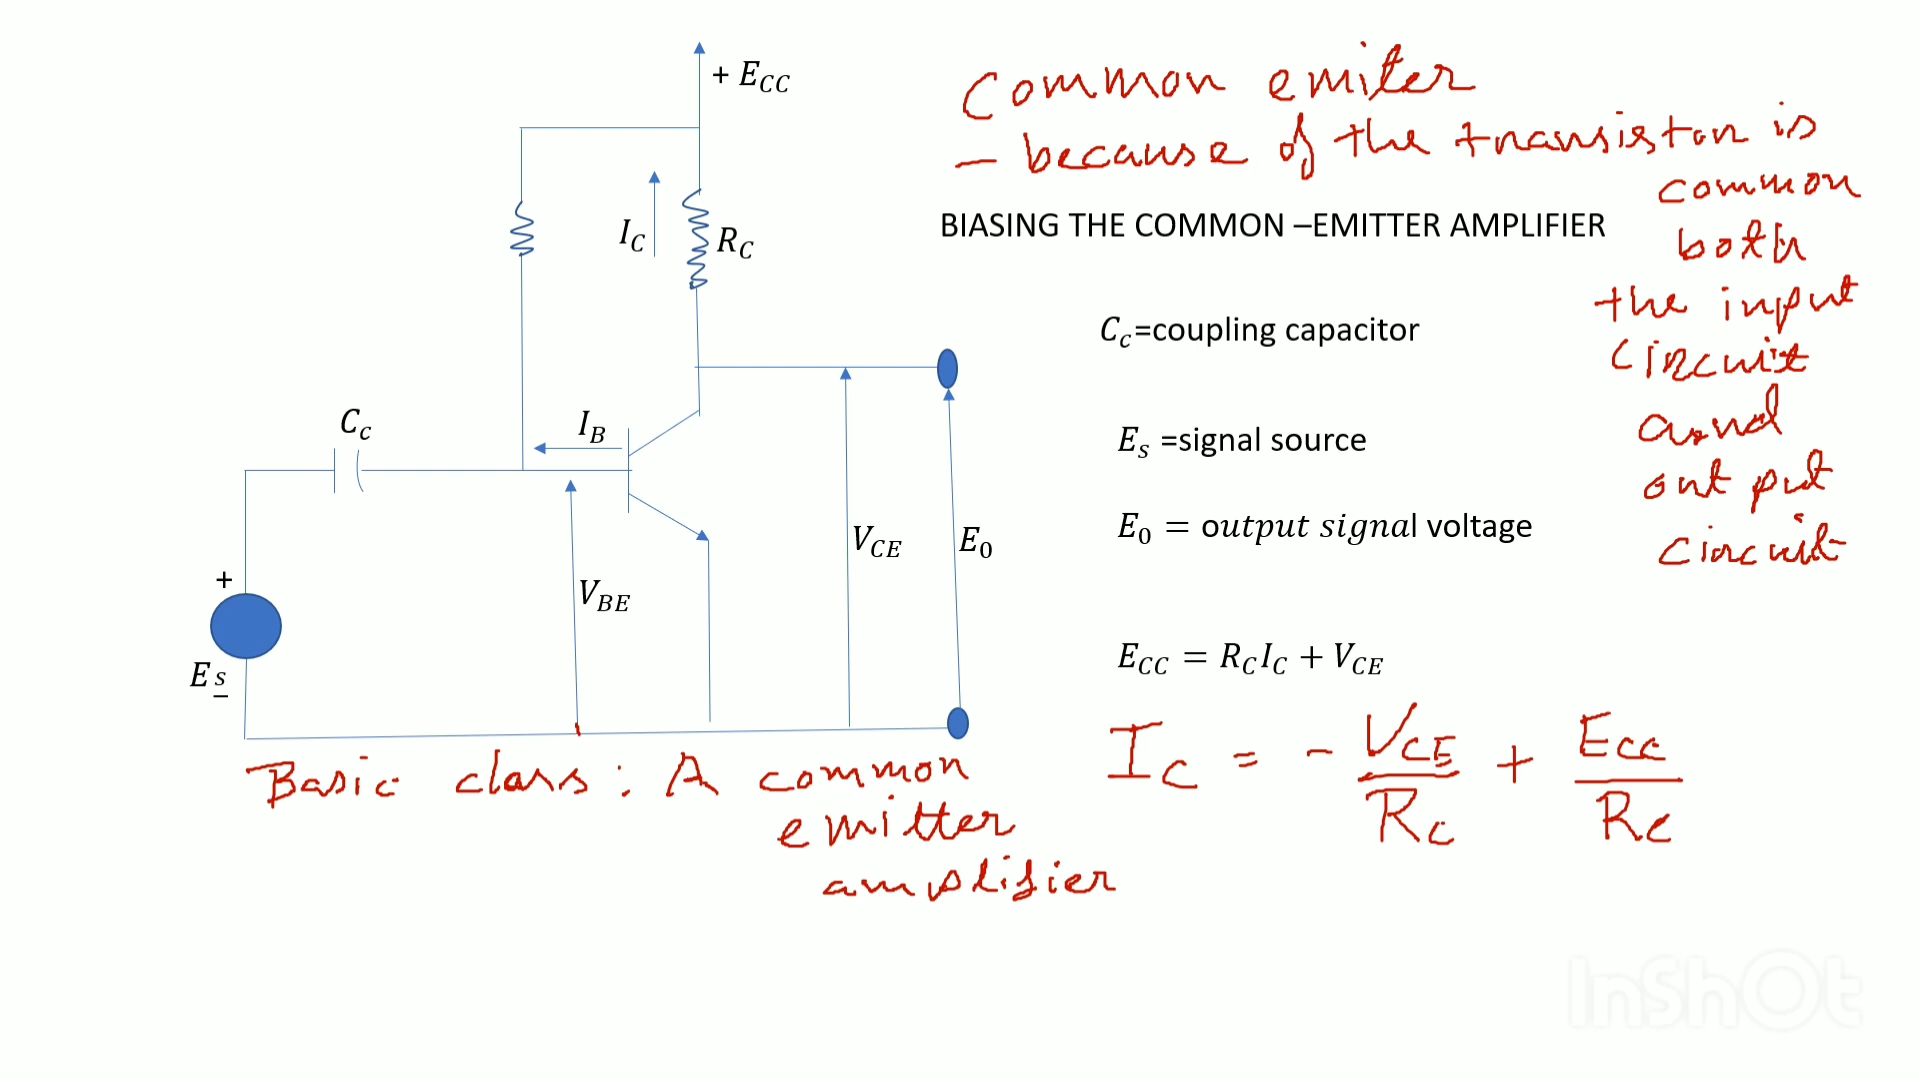 + E_CC
Common emiter
– because of the transistor is
common
both
the input
circuit
and
out put
circuit
BIASING THE COMMON –EMITTER AMPLIFIER
I_C
R_C
C_c=coupling capacitor
C_c
I_B
E_s =signal source
E_0 = output signal voltage
V_CE
E_0
+
V_BE
E_s
–
E_CC = R_C I_C + V_CE
I_C = - V_CE/R_C + E_CC/R_C
Basic class : A common
emitter
amplifier
InShOt